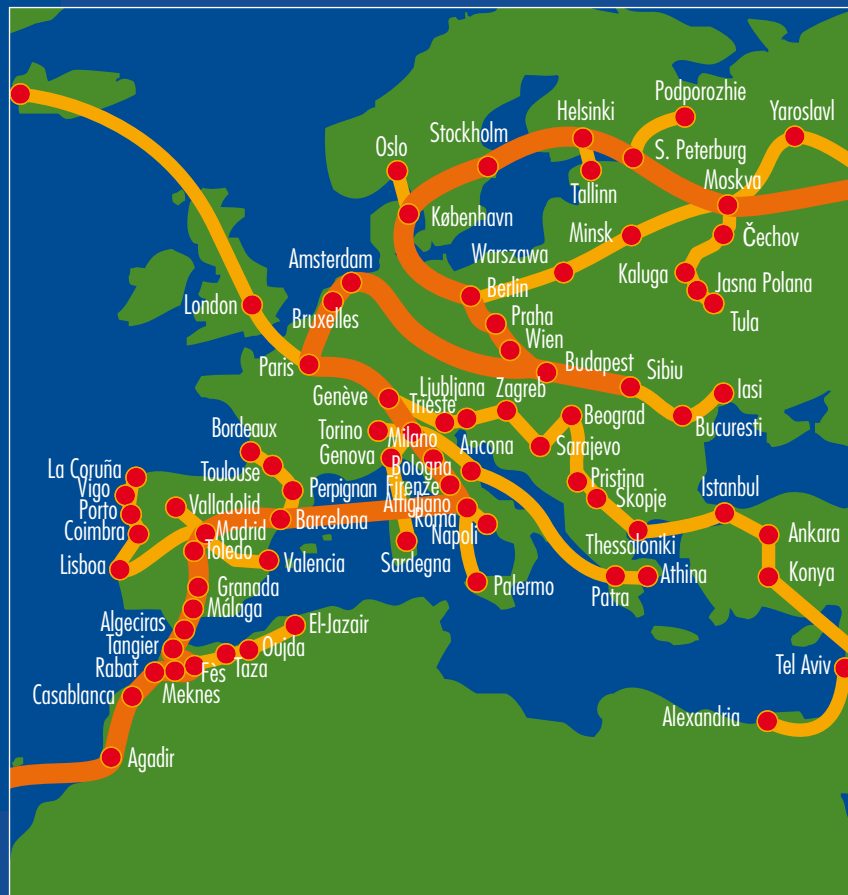 Podporozhie
Helsinki
Yaroslavl
Stockholm
Oslo
S. Peterburg
Tallinn
Moskva
København
Minsk
Čechov
Warszawa
Amsterdam
Kaluga
Jasna Polana
Berlin
London
Bruxelles
Praha
Tula
Wien
Paris
Budapest
Sibiu
Genève
Ljubljana
Zagreb
Iasi
Trieste
Beograd
Bucuresti
Bordeaux
Torino
Milano
Ancona
Sarajevo
Genova
Bologna
La Coruña
Toulouse
Vigo
Firenze
Pristina
Perpignan
Skopje
Istanbul
Valladolid
Attigliano
Porto
Roma
Barcelona
Coimbra
Madrid
Napoli
Ankara
Thessaloniki
Toledo
Lisboa
Valencia
Sardegna
Konya
Granada
Palermo
Patra
Athina
Málaga
Algeciras
El-Jazair
Tangier
Oujda
Rabat
Fès
Taza
Tel Aviv
Casablanca
Meknes
Alexandria
Agadir